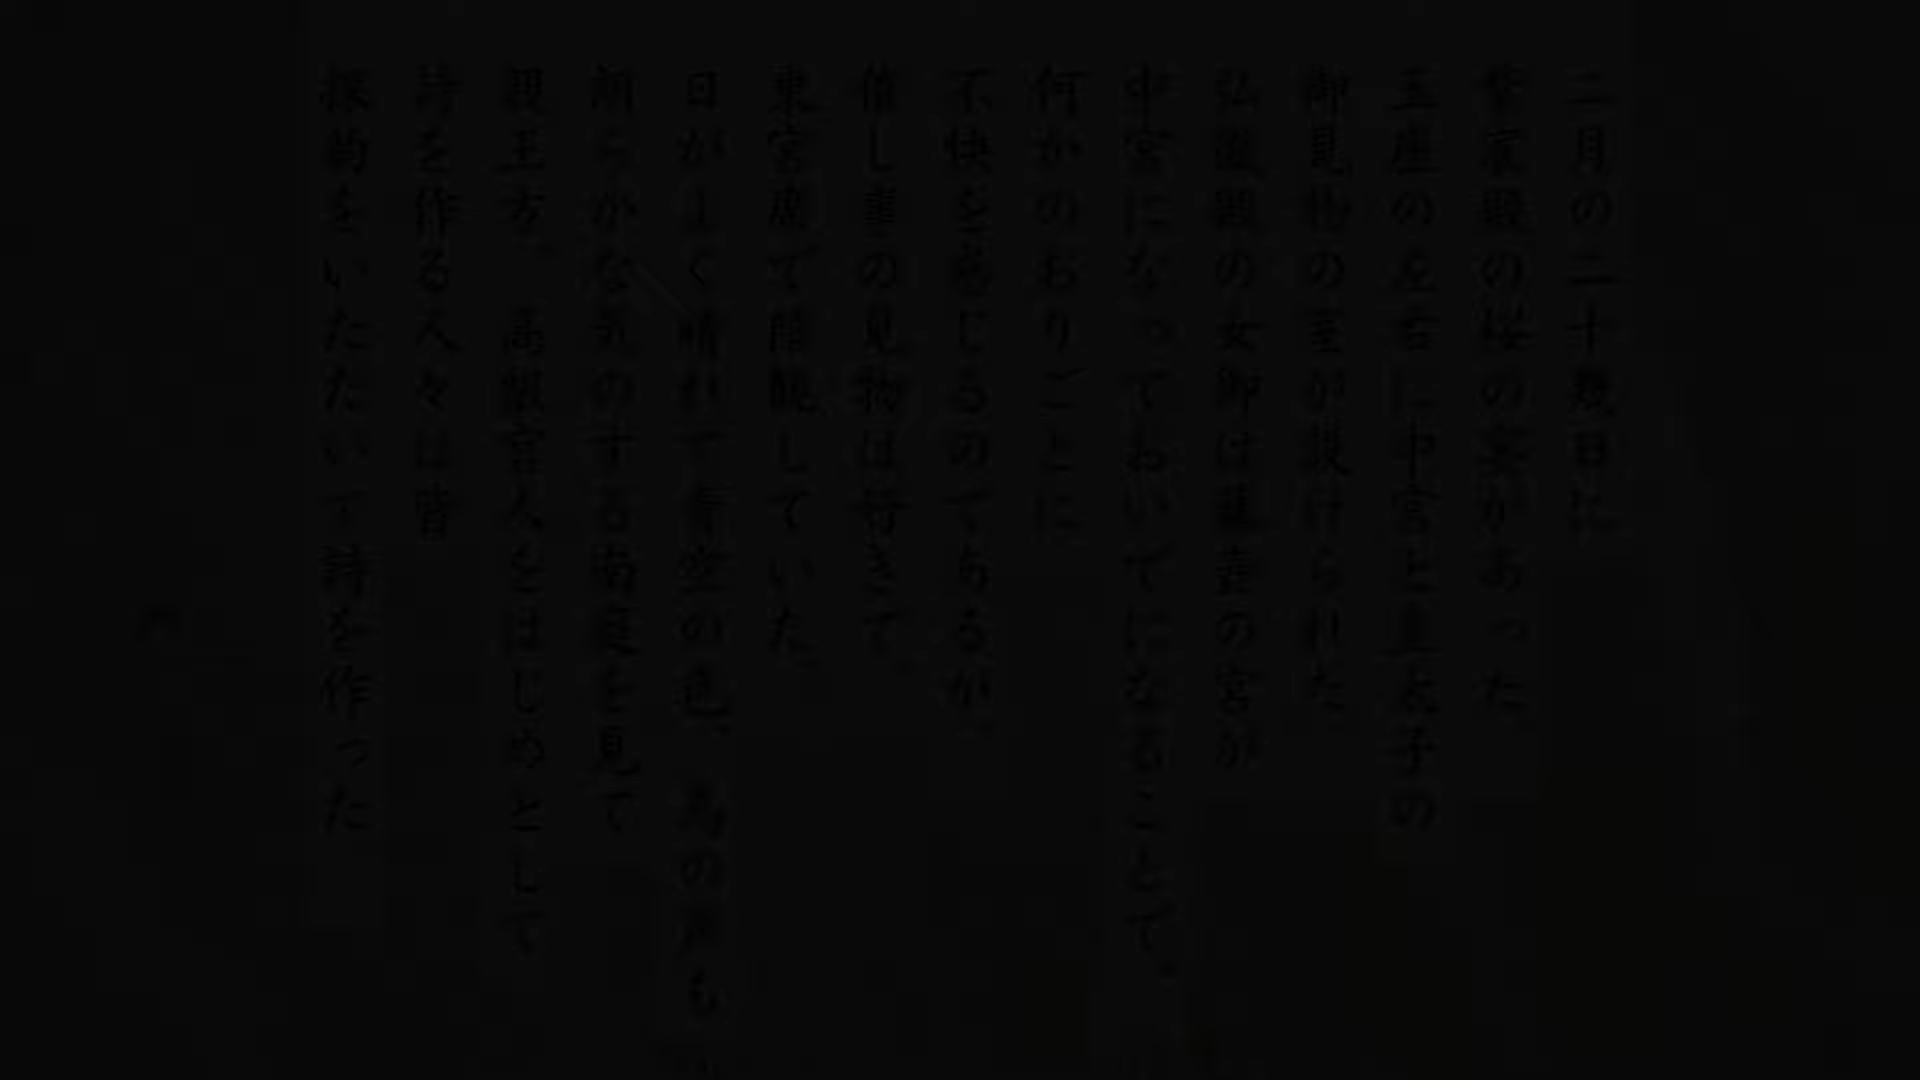 二月の二十幾日に
紫宸殿の桜の宴があった。
玉座の左右に中宮と皇太子の
御見物の室が設けられた。
弘徽殿の女御は藤壺の宮が
中宮になっておいでになることで、
何かのおりごとに
不快を感じるのであるが、
催し事の見物は好きで、
東宮席で陪観していた。
日がよく晴れて青空の色、鳥の声も
朗らかな気のする南庭を見て
親王方、高級官人をはじめとして
詩を作る人々は皆
探韵をいただいて詩を作った